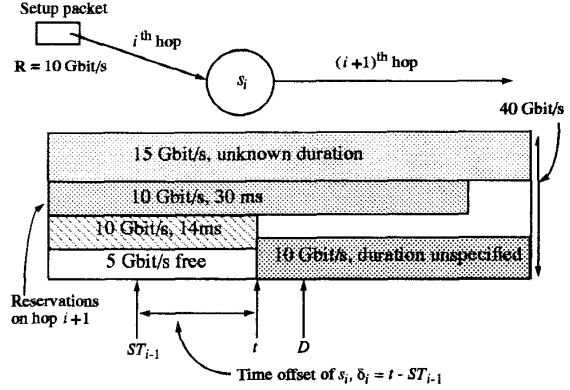 Setup packet
R = 10 Gbit/s
i th hop
s i
(i+1) th hop
40 Gbit/s
15 Gbit/s, unknown duration
10 Gbit/s, 30 ms
10 Gbit/s, 14ms
5 Gbit/s free
10 Gbit/s, duration unspecified
Reservations
on hop i+1
ST i-1
t
D
Time offset of s i, δ i = t - ST i-1